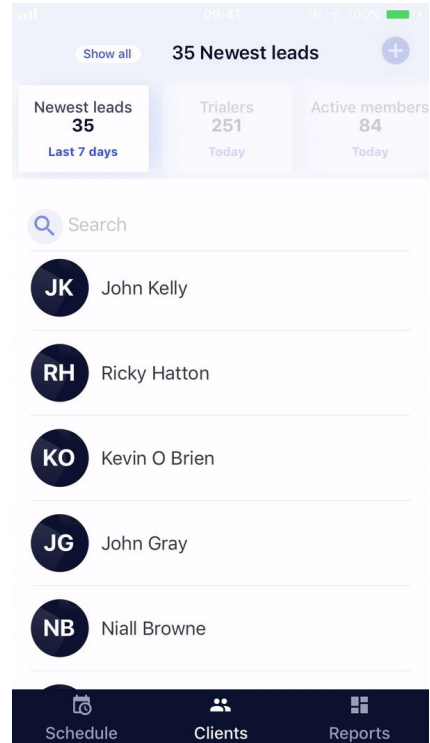 09:41 100%
Show all 35 Newest leads
Newest leads Trialers Active members
35 251 84
Last 7 days Today Today
Search
JK John Kelly
RH Ricky Hatton
KO Kevin O Brien
JG John Gray
NB Niall Browne
Schedule Clients Reports